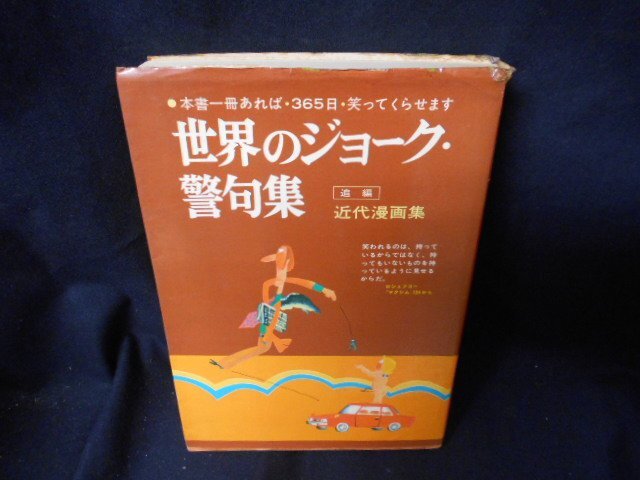 ●本書一冊あれば・365日・笑ってくらせます
世界のジョーク・
警句集
追編
近代漫画集
笑われるのは、持って
いるからではなく、持
ってもいないものを持
っているように見せる
からだ。